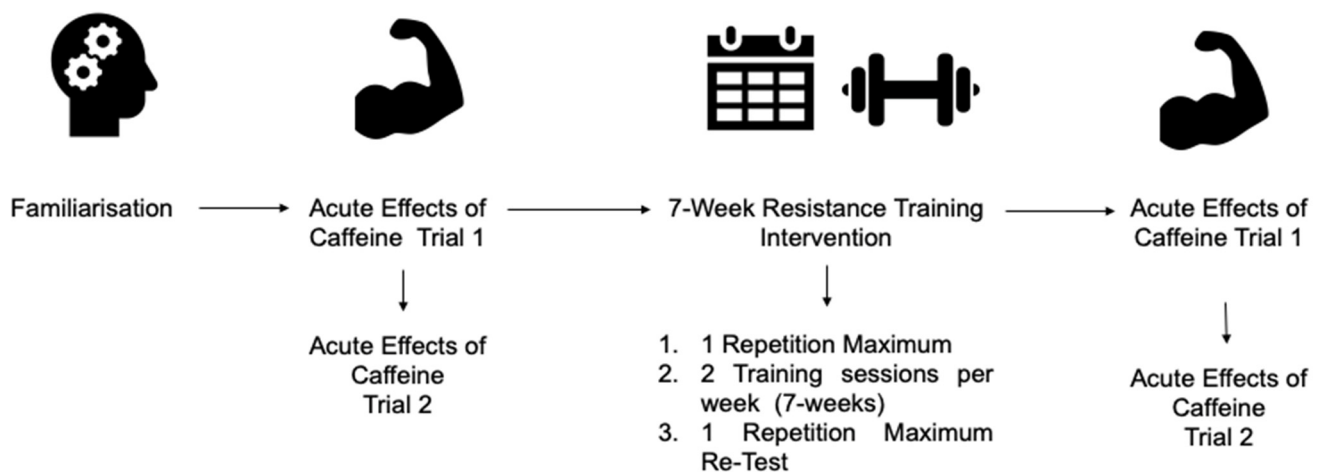 Familiarisation
Acute Effects of
Caffeine Trial 1
Acute Effects of
Caffeine
Trial 2
7-Week Resistance Training
Intervention
1. 1 Repetition Maximum
2. 2 Training sessions per
week (7-weeks)
3. 1 Repetition Maximum
Re-Test
Acute Effects of
Caffeine Trial 1
Acute Effects of
Caffeine
Trial 2